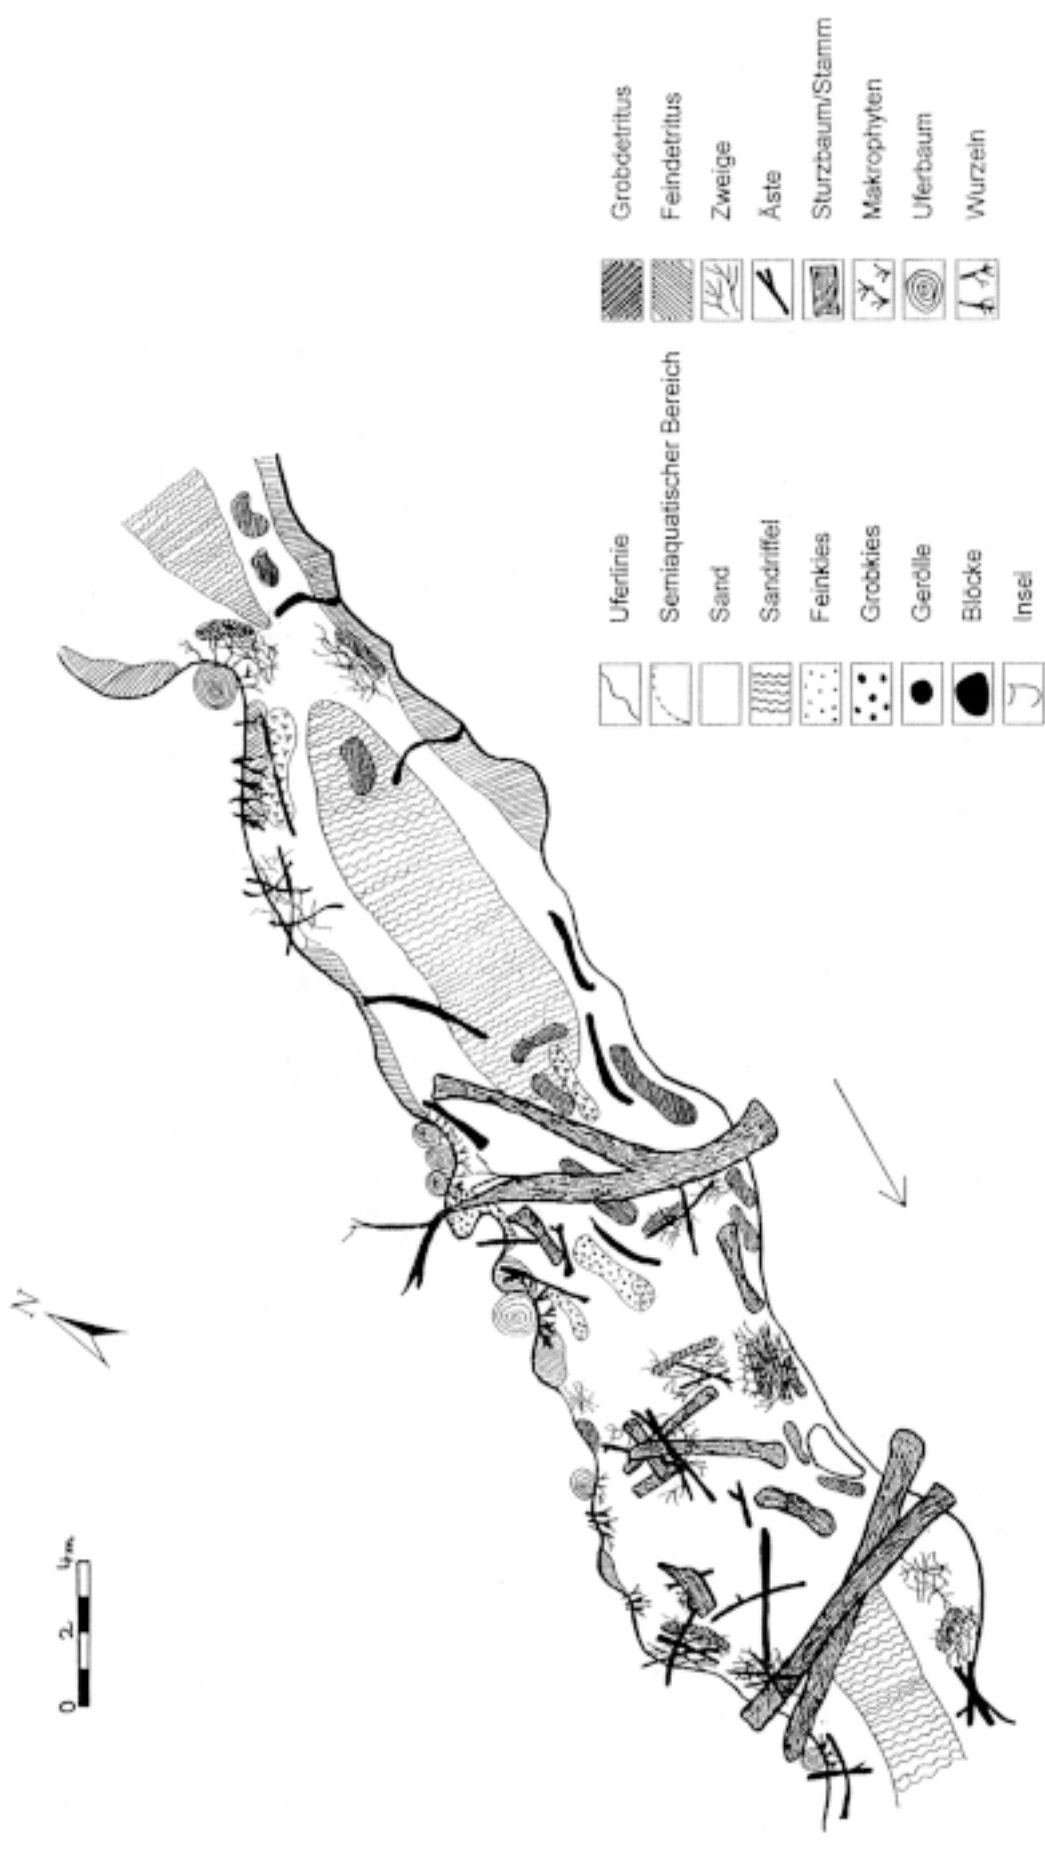 Grobdetritus
Feindetritus
Zweige
Äste
Sturzbaum/Stamm
Makrophyten
Uferbaum
Wurzeln
Uferlinie
Semiaquatischer Bereich
Sand
Sandriffel
Feinkies
Grobkies
Gerölle
Blöcke
Insel
N
0 2 4m